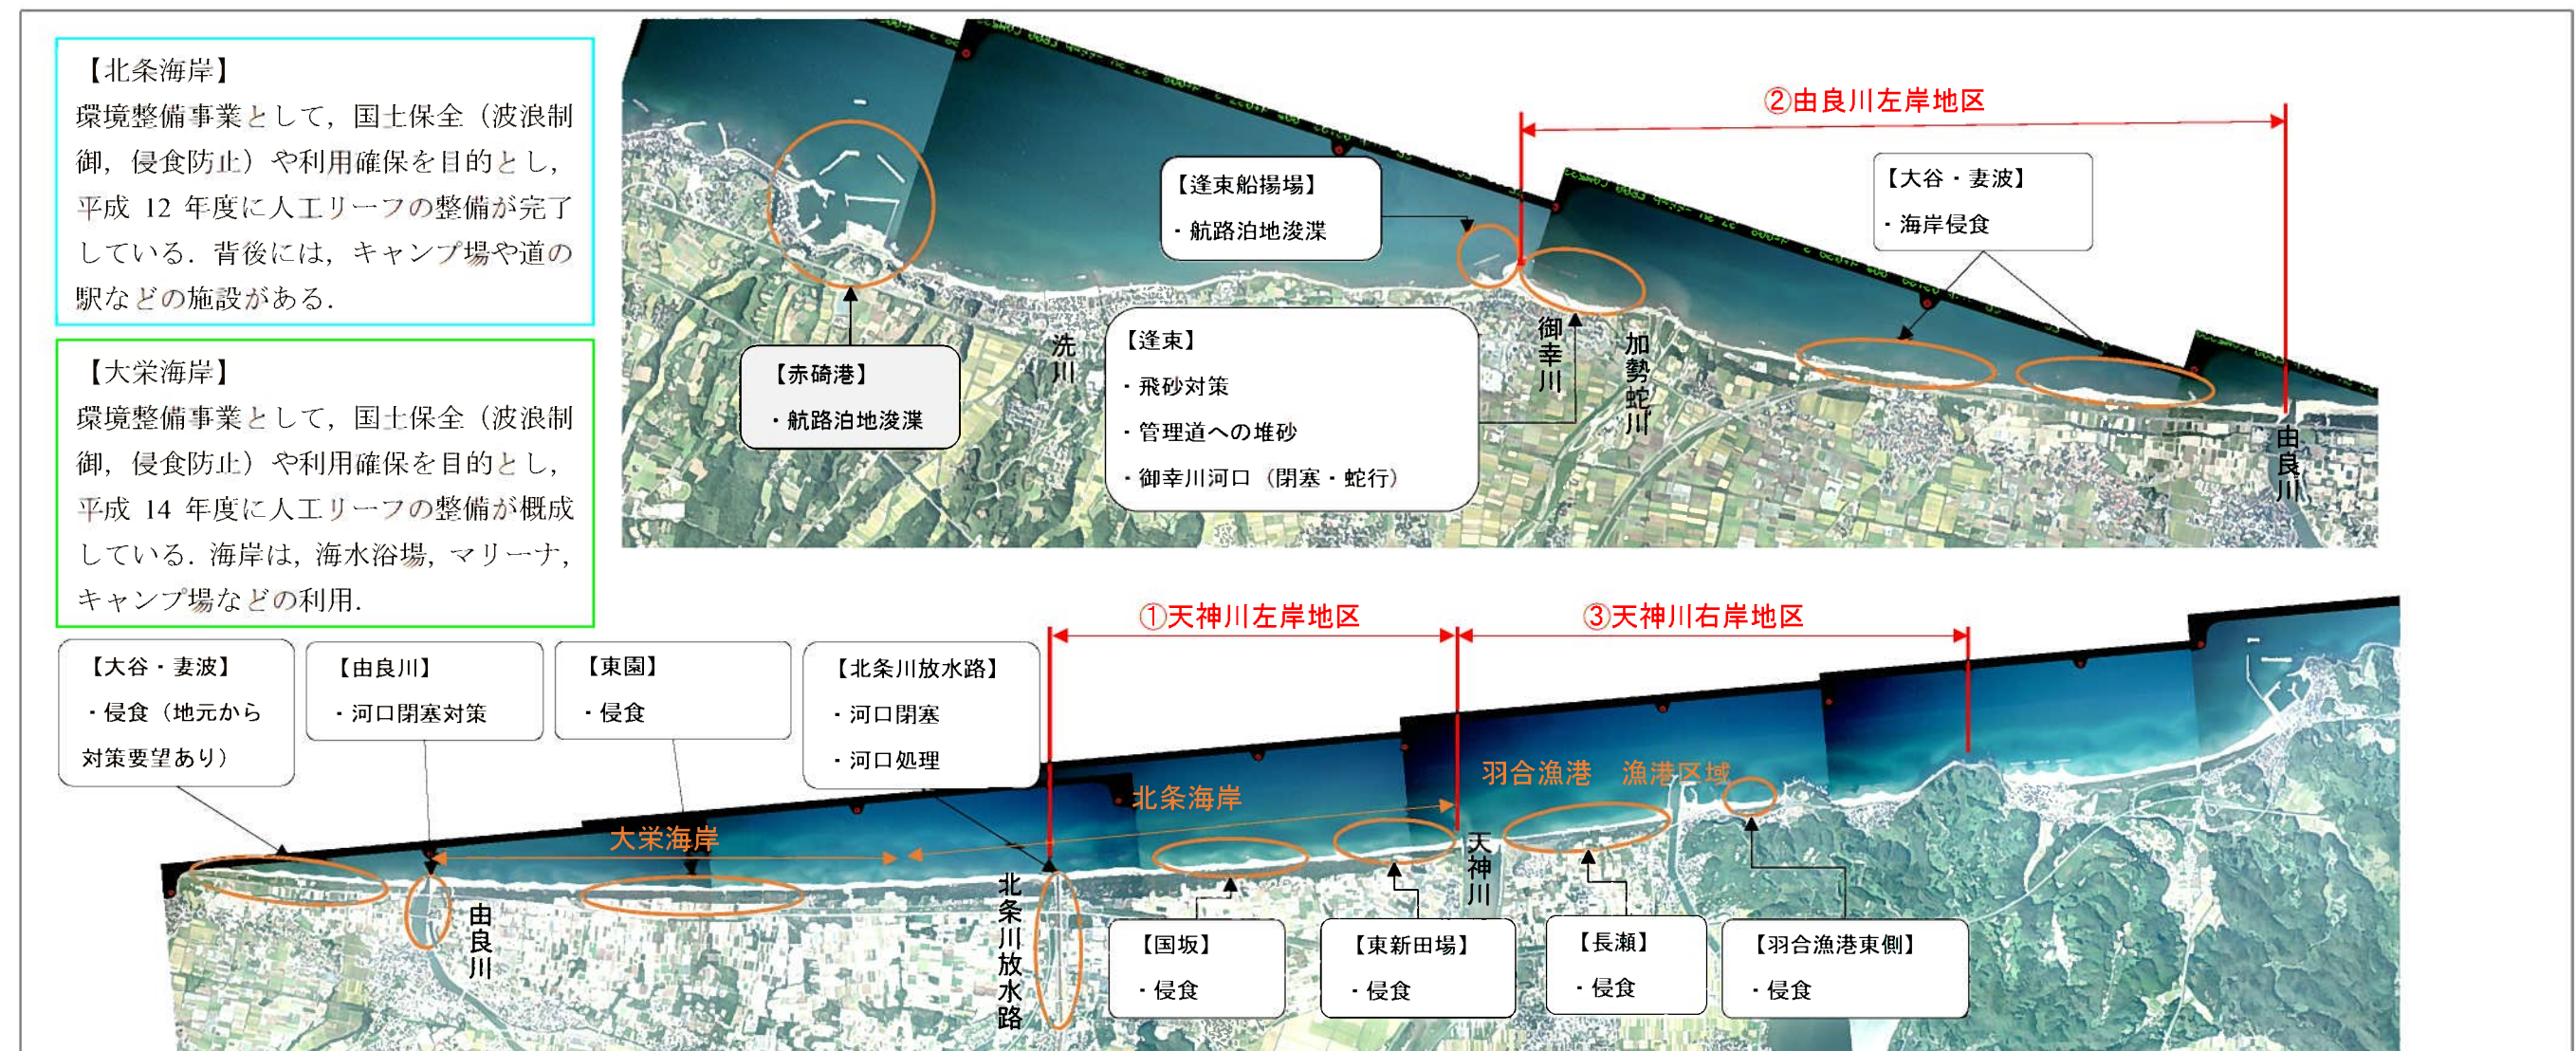 【北条海岸】
環境整備事業として，国土保全（波浪制
御，侵食防止）や利用確保を目的とし，
平成 12 年度に人工リーフの整備が完了
している．背後には，キャンプ場や道の
駅などの施設がある．
【大栄海岸】
環境整備事業として，国土保全（波浪制
御，侵食防止）や利用確保を目的とし，
平成 14 年度に人工リーフの整備が概成
している．海岸は，海水浴場，マリーナ，
キャンプ場などの利用．
②由良川左岸地区
【逢束船揚場】
・航路泊地浚渫
【大谷・妻波】
・海岸侵食
【赤碕港】
・航路泊地浚渫
洗川
【逢束】
・飛砂対策
・管理道への堆砂
・御幸川河口（閉塞・蛇行）
御幸川
加勢蛇川
由良川
①天神川左岸地区
③天神川右岸地区
【大谷・妻波】
・侵食（地元から
対策要望あり）
【由良川】
・河口閉塞対策
【東園】
・侵食
【北条川放水路】
・河口閉塞
・河口処理
大栄海岸
北条海岸
羽合漁港　漁港区域
由良川
北条川放水路
天神川
【国坂】
・侵食
【東新田場】
・侵食
【長瀬】
・侵食
【羽合漁港東側】
・侵食